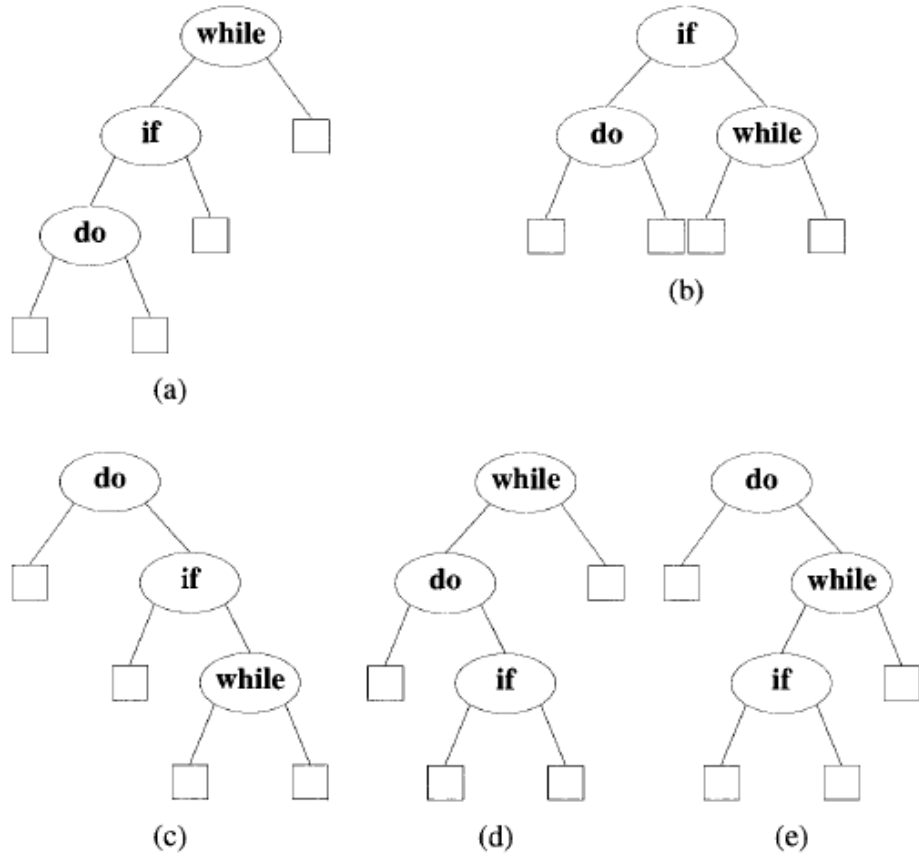 while
if
do
(a)
if
do while
(b)
do
if
while
(c)
while
do
if
(d)
do
while
if
(e)